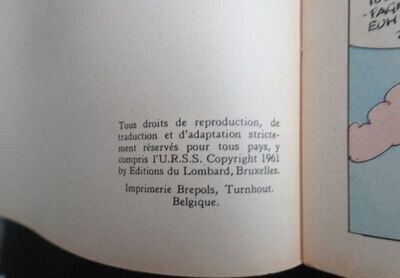 Tous droits de reproduction, de
traduction et d'adaptation stricte-
ment réservés pour tous pays, y
compris l'U.R.S.S. Copyright 1961
by Editions du Lombard, Bruxelles.
Imprimerie Brepols, Turnhout.
Belgique.
EUH